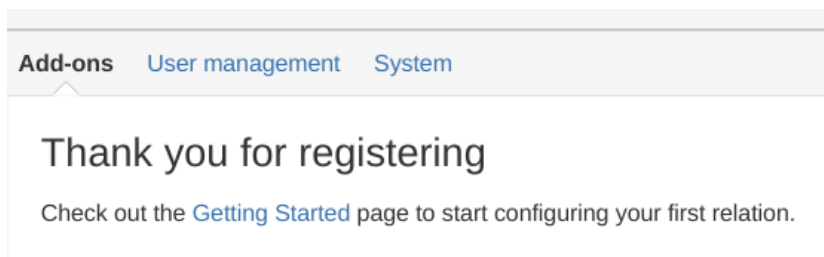 Add-ons User management System
Thank you for registering
Check out the Getting Started page to start configuring your first relation.